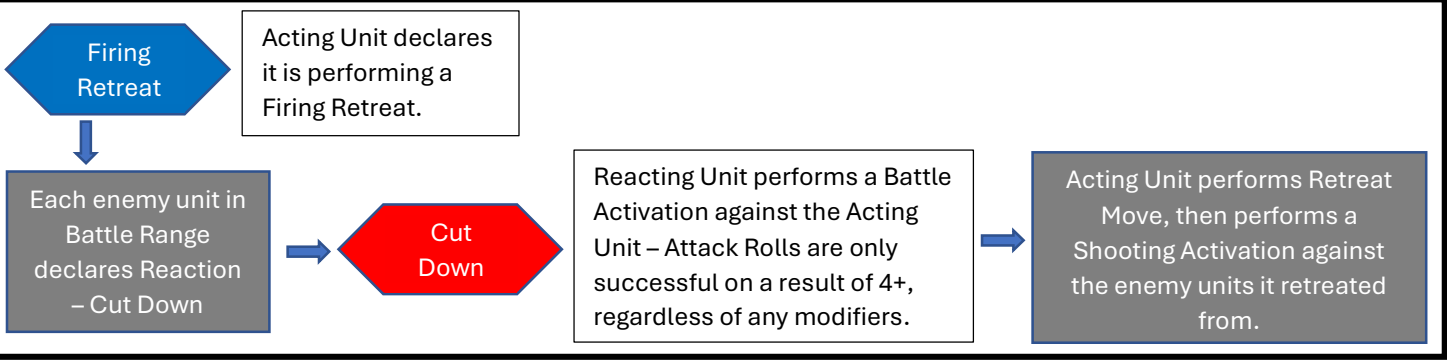 Firing
Retreat
Acting Unit declares
it is performing a
Firing Retreat.
Each enemy unit in
Battle Range
declares Reaction
– Cut Down
Cut
Down
Reacting Unit performs a Battle
Activation against the Acting
Unit – Attack Rolls are only
successful on a result of 4+,
regardless of any modifiers.
Acting Unit performs Retreat
Move, then performs a
Shooting Activation against
the enemy units it retreated
from.